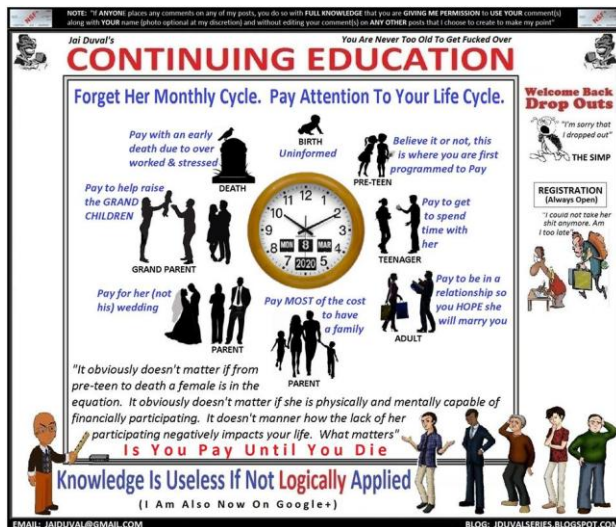 NOTE: "If ANYONE places any comments on any of my posts, you do so with FULL KNOWLEDGE that you are GIVING ME PERMISSION to USE YOUR comment(s)
along with YOUR name (photo optional at my discretion) and without editing your comment(s) on ANY OTHER posts that I choose to create to make my point"
Jai Duval's
You Are Never Too Old To Get Fucked Over
CONTINUING EDUCATION
Forget Her Monthly Cycle. Pay Attention To Your Life Cycle.
BIRTH
Uninformed
Believe it or not, this
is where you are first
programmed to Pay
PRE-TEEN
Pay to get
to spend
time with
her
TEENAGER
Pay to be in a
relationship so
you HOPE she
will marry you
ADULT
Pay MOST of the cost
to have
a family
PARENT
Pay for her (not
his) wedding
PARENT
Pay to help raise
the GRAND
CHILDREN
GRAND PARENT
Pay with an early
death due to over
worked & stressed
DEATH
12
1
2
3
4
5
6
7
8
9
10
11
MON 8 MAR
2020
"It obviously doesn't matter if from
pre-teen to death a female is in the
equation. It obviously doesn't matter if she is physically and mentally capable of
financially participating. It doesn't manner how the lack of her
participating negatively impacts your life. What matters"
Is You Pay Until You Die
Knowledge Is Useless If Not Logically Applied
(I Am Also Now On Google+)
Welcome Back
Drop Outs
"I'm sorry that
I dropped out"
THE SIMP
REGISTRATION
(Always Open)
"I could not take her
shit anymore. Am
I too late"
EMAIL: JAIDUVAL@GMAIL.COM
BLOG: JDUVALSERIES.BLOGSPOT.COM